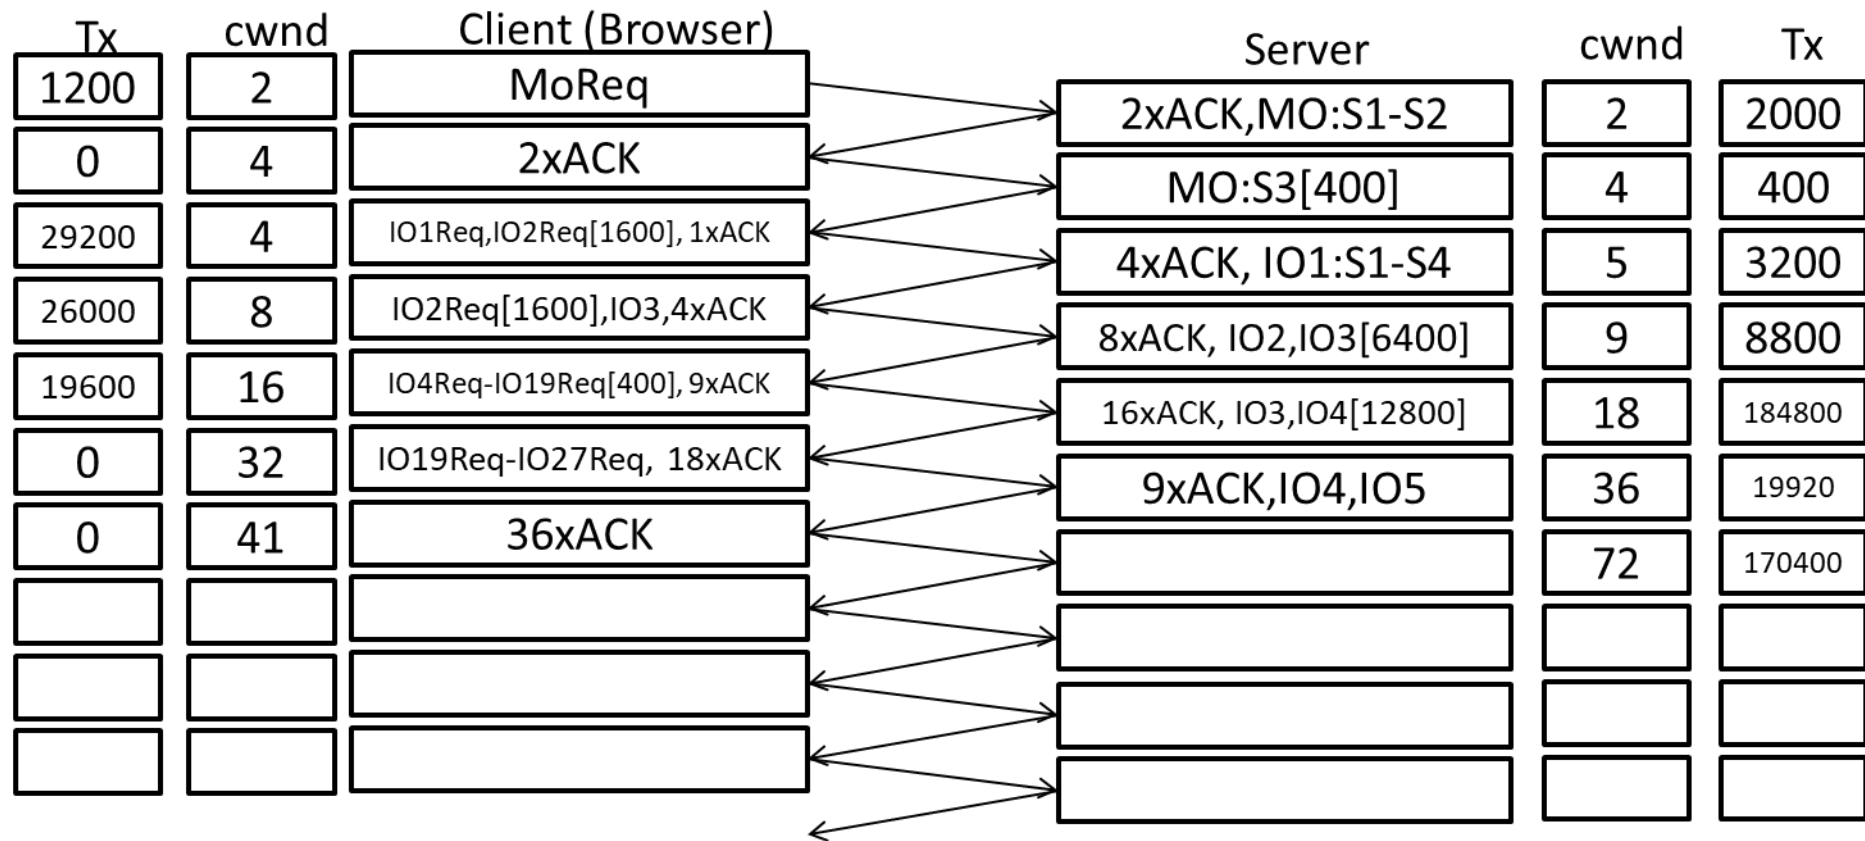 Tx cwnd Client (Browser) Server cwnd Tx
1200 2 MoReq
2xACK,MO:S1-S2 2 2000
0 4 2xACK
MO:S3[400] 4 400
29200 4 IO1Req,IO2Req[1600], 1xACK
4xACK, IO1:S1-S4 5 3200
26000 8 IO2Req[1600],IO3,4xACK
8xACK, IO2,IO3[6400] 9 8800
19600 16 IO4Req-IO19Req[400], 9xACK
16xACK, IO3,IO4[12800] 18 184800
0 32 IO19Req-IO27Req, 18xACK
9xACK,IO4,IO5 36 19920
0 41 36xACK
72 170400